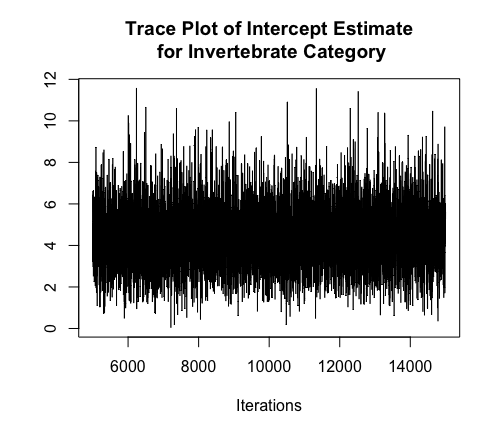 Trace Plot of Intercept Estimate
for Invertebrate Category
12
10
8
6
4
2
0
6000 8000 10000 12000 14000
Iterations